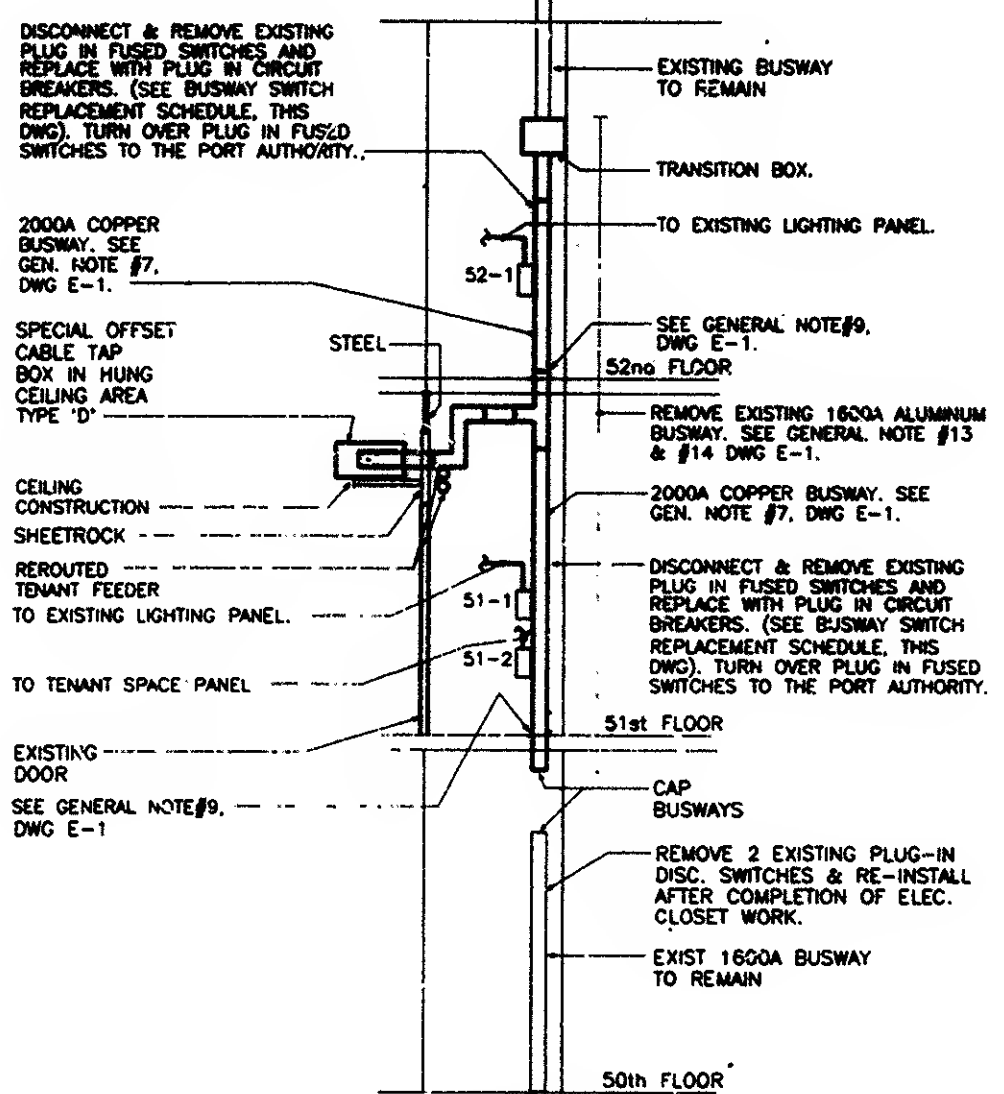 DISCONNECT & REMOVE EXISTING
PLUG IN FUSED SWITCHES AND
REPLACE WITH PLUG IN CIRCUIT
BREAKERS. (SEE BUSWAY SWITCH
REPLACEMENT SCHEDULE, THIS
DWG). TURN OVER PLUG IN FUSED
SWITCHES TO THE PORT AUTHORITY.
2000A COPPER
BUSWAY. SEE
GEN. NOTE #7,
DWG E-1.
SPECIAL OFFSET
CABLE TAP
BOX IN HUNG
CEILING AREA
TYPE 'D'
CEILING
CONSTRUCTION
SHEETROCK
REROUTED
TENANT FEEDER
TO EXISTING LIGHTING PANEL.
TO TENANT SPACE PANEL
EXISTING
DOOR
SEE GENERAL NOTE#9,
DWG E-1
STEEL
52-1
51-1
51-2
EXISTING BUSWAY
TO REMAIN
TRANSITION BOX.
TO EXISTING LIGHTING PANEL.
SEE GENERAL NOTE#9,
DWG E-1.
52nd FLOOR
REMOVE EXISTING 1600A ALUMINUM
BUSWAY. SEE GENERAL NOTE #13
& #14 DWG E-1.
2000A COPPER BUSWAY. SEE
GEN. NOTE #7, DWG E-1.
DISCONNECT & REMOVE EXISTING
PLUG IN FUSED SWITCHES AND
REPLACE WITH PLUG IN CIRCUIT
BREAKERS. (SEE BUSWAY SWITCH
REPLACEMENT SCHEDULE, THIS
DWG). TURN OVER PLUG IN FUSED
SWITCHES TO THE PORT AUTHORITY.
51st FLOOR
CAP
BUSWAYS
REMOVE 2 EXISTING PLUG-IN
DISC. SWITCHES & RE-INSTALL
AFTER COMPLETION OF ELEC.
CLOSET WORK.
EXIST 1600A BUSWAY
TO REMAIN
50th FLOOR